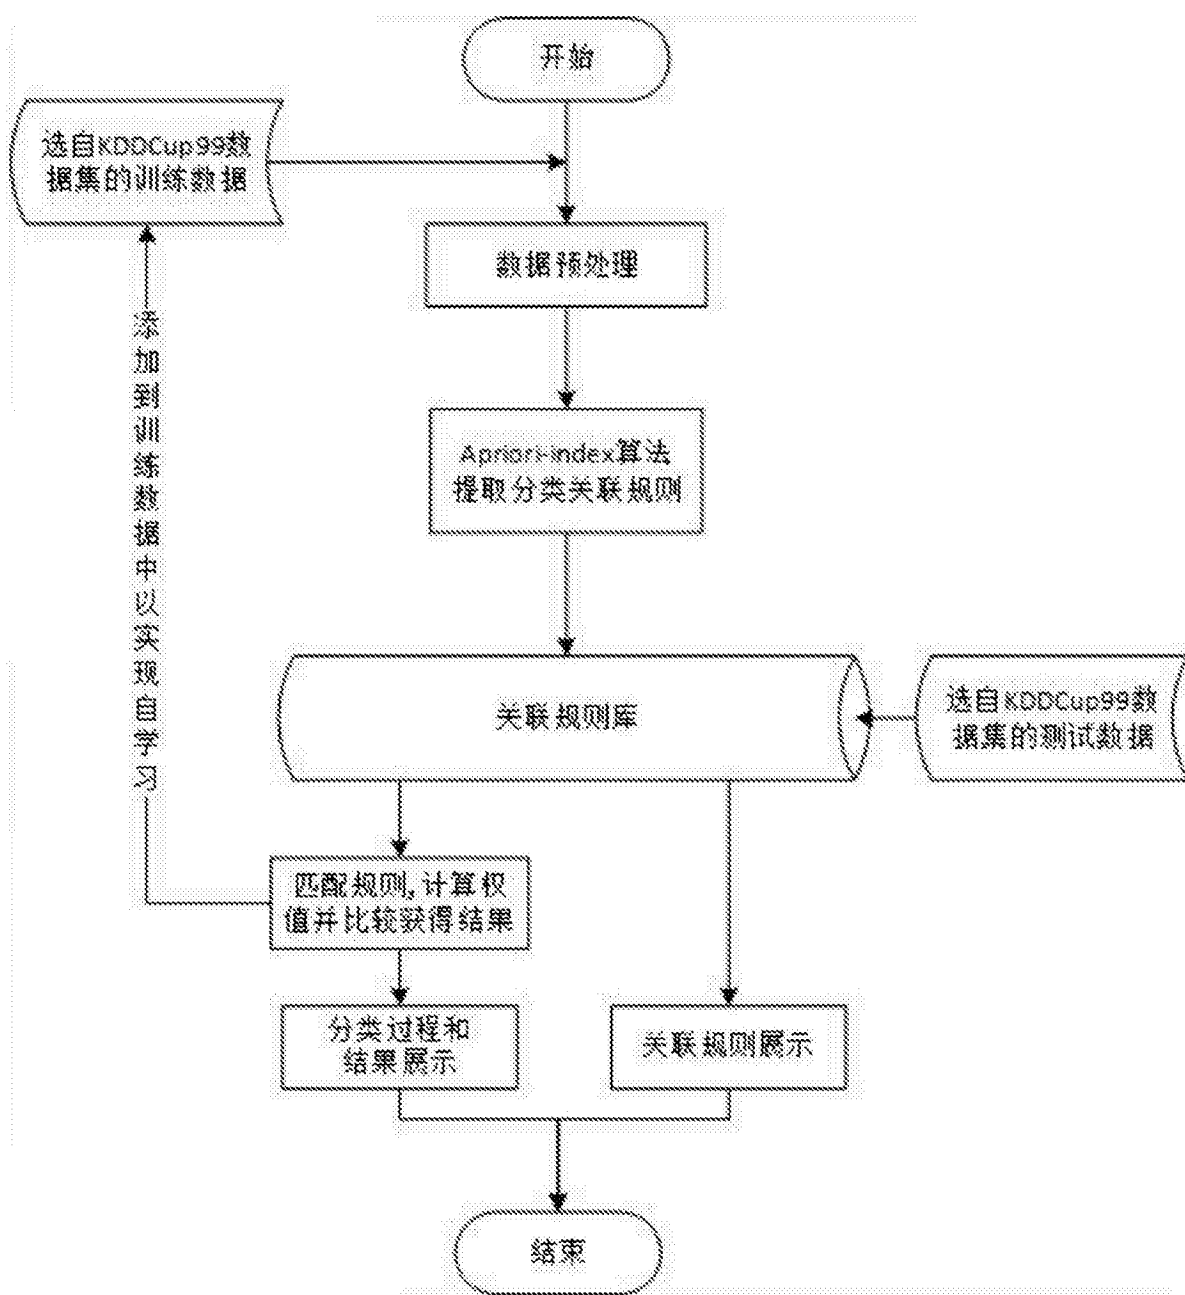 开始
选自KDDCup99数
据集的训练数据
数据预处理
添加到训练数据中以实现自学习
Apriori-index算法
提取分类关联规则
关联规则库
选自KDDCup99数
据集的测试数据
匹配规则,计算权
值并比较获得结果
分类过程和
结果展示
关联规则展示
结束